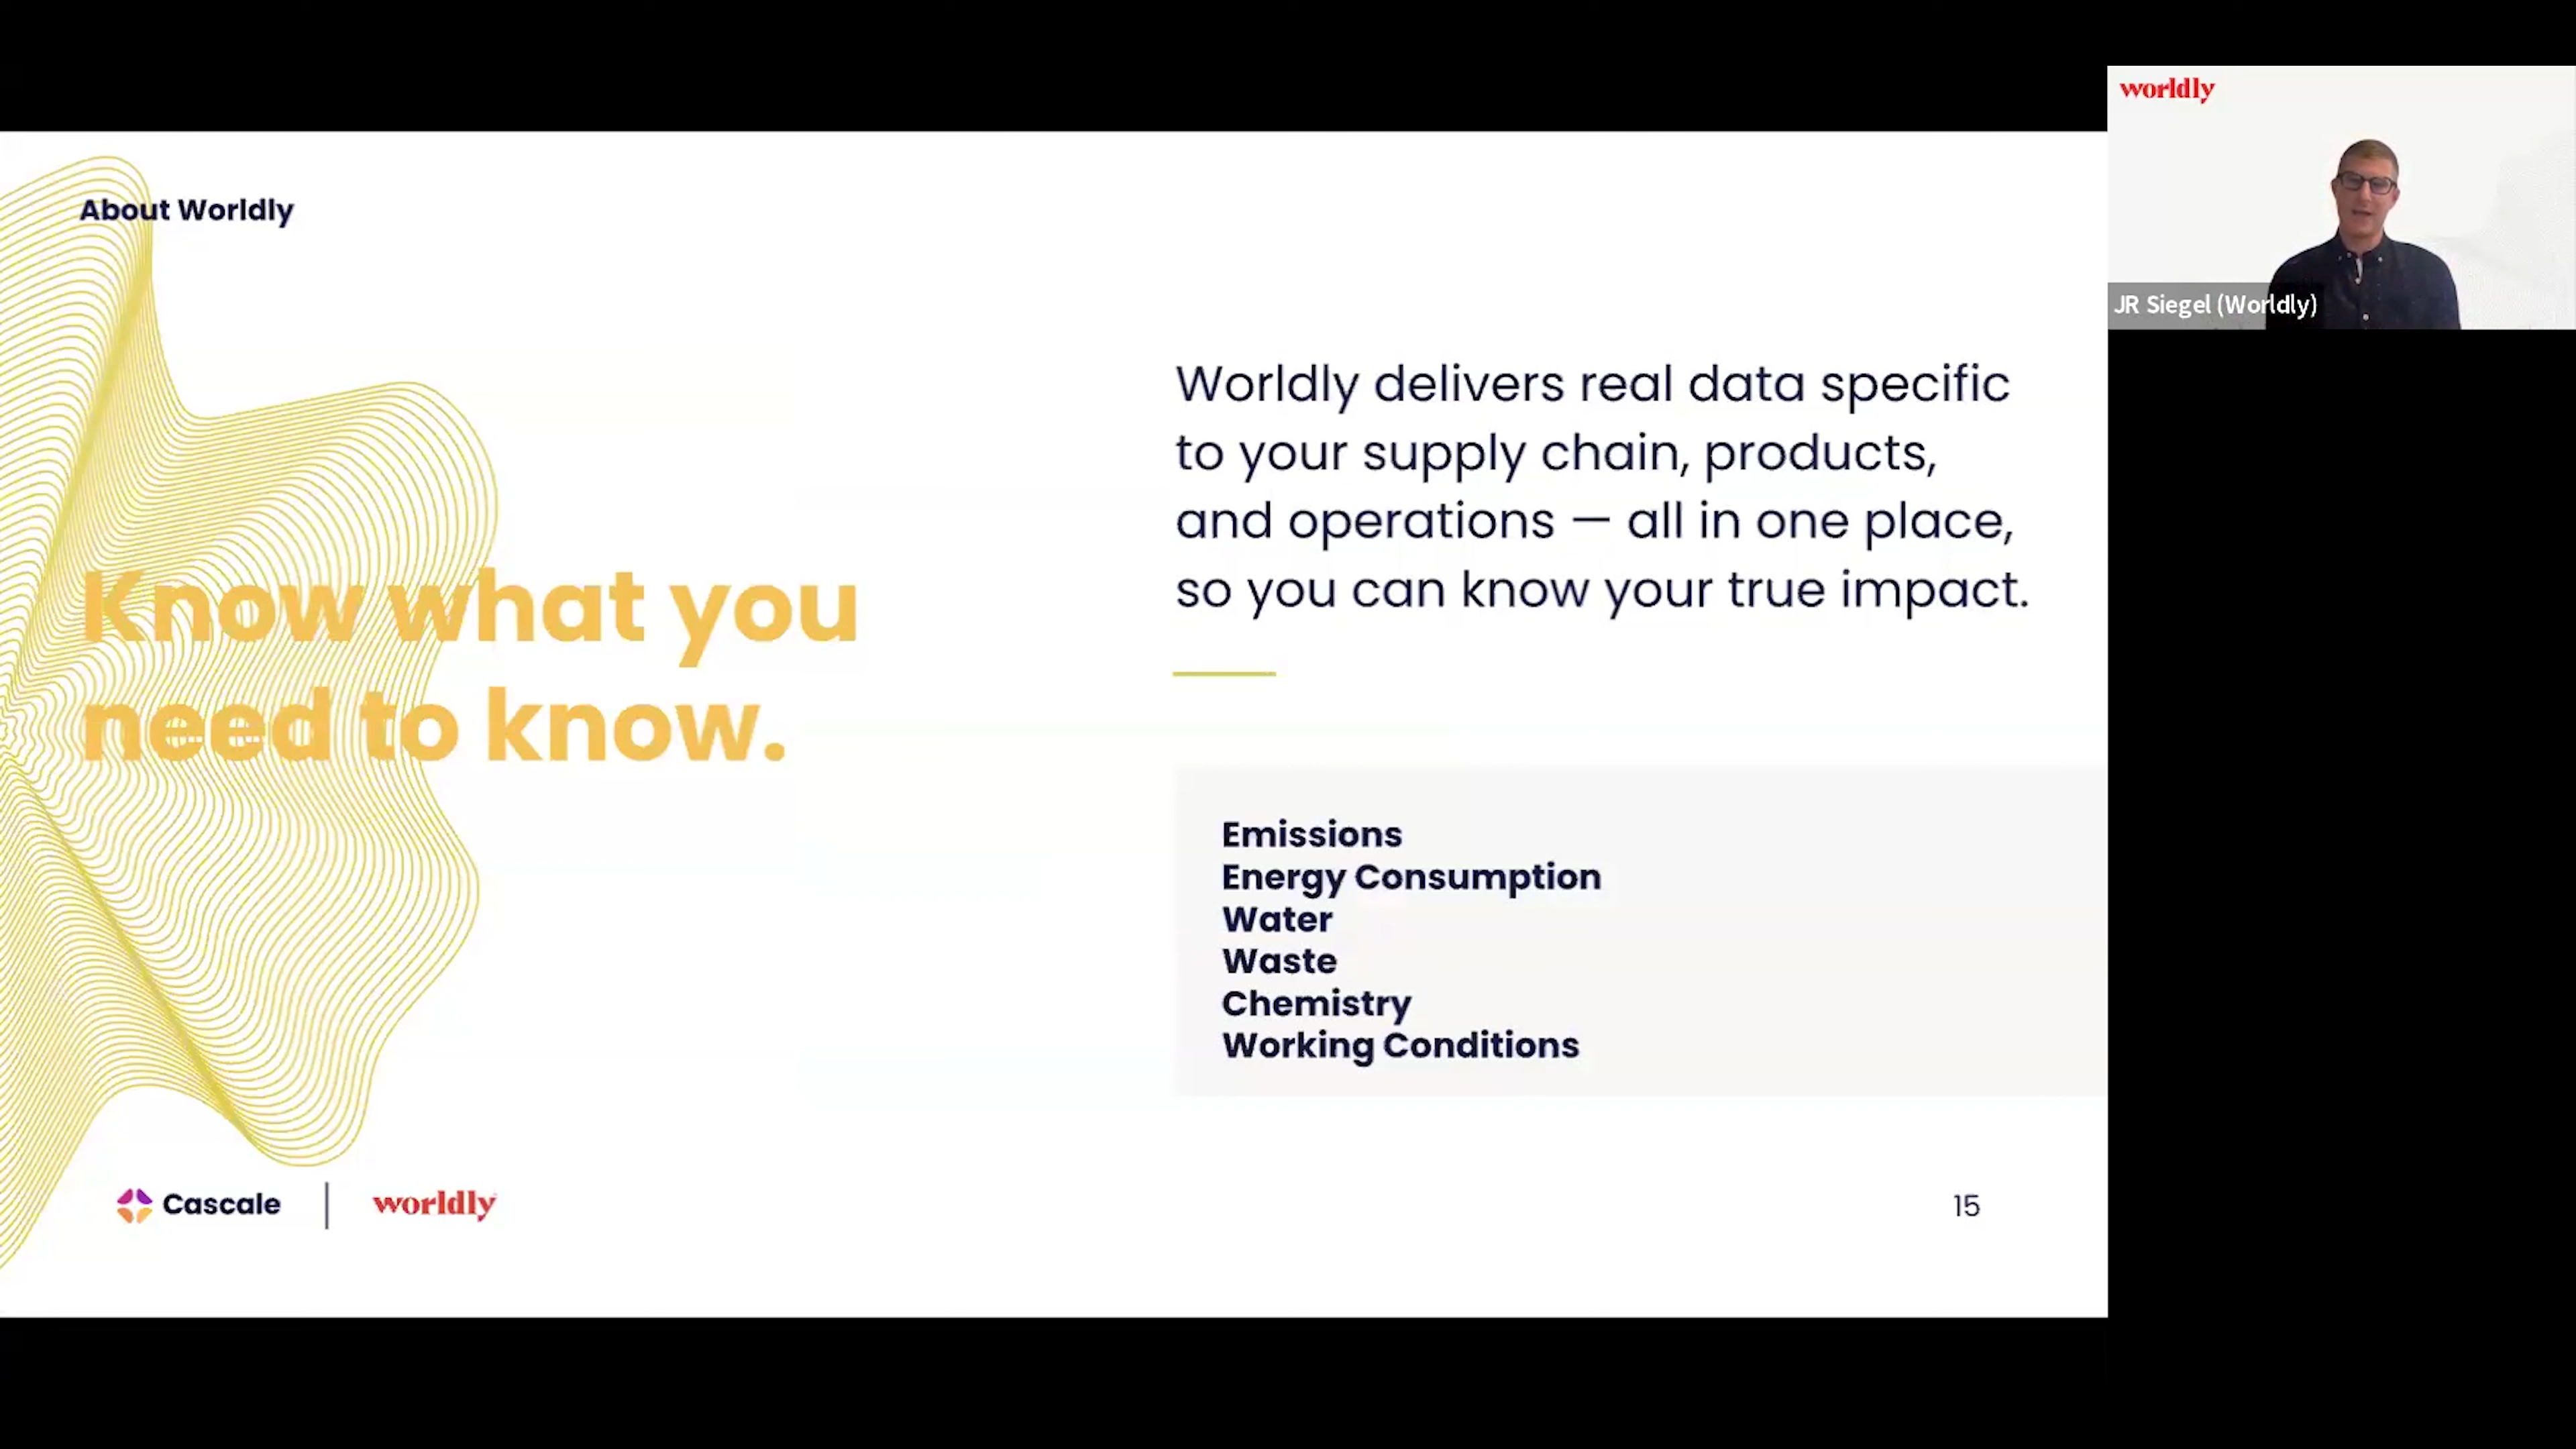 About Worldly
Know what you
need to know.
Worldly delivers real data specific
to your supply chain, products,
and operations — all in one place,
so you can know your true impact.
Emissions
Energy Consumption
Water
Waste
Chemistry
Working Conditions
Cascale
worldly
15
worldly
JR Siegel (Worldly)